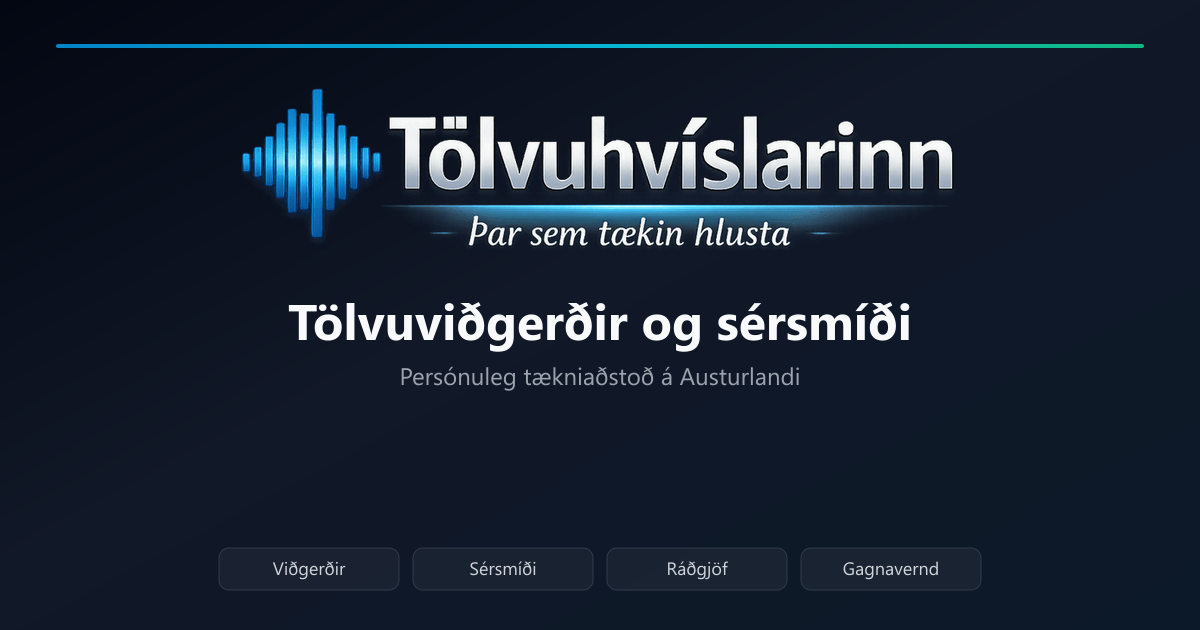 Tölvuhvíslarinn
Þar sem tækin hlusta
Tölvuviðgerðir og sérsmíði
Persónuleg tækniaðstoð á Austurlandi
Viðgerðir
Sérsmíði
Ráðgjöf
Gagnavernd